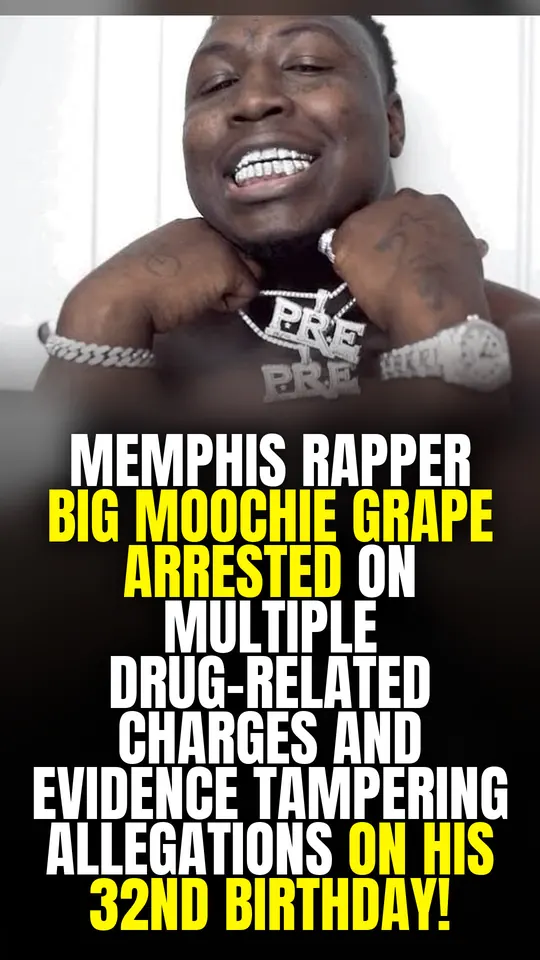 PRE
PRE
MEMPHIS RAPPER
BIG MOOCHIE GRAPE
ARRESTED ON
MULTIPLE
DRUG-RELATED
CHARGES AND
EVIDENCE TAMPERING
ALLEGATIONS ON HIS
32ND BIRTHDAY!